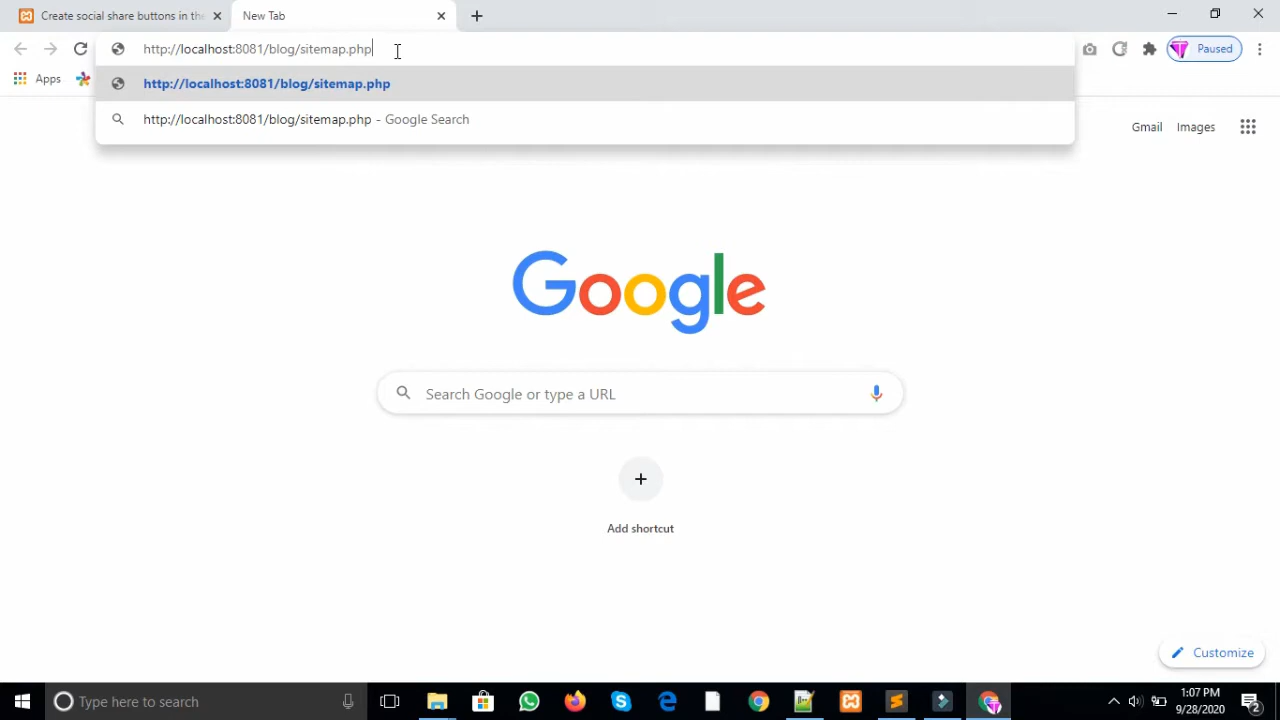 Create social share buttons in the
New Tab
http://localhost:8081/blog/sitemap.php
Paused
Apps
http://localhost:8081/blog/sitemap.php
http://localhost:8081/blog/sitemap.php - Google Search
Gmail
Images
Google
Search Google or type a URL
Add shortcut
Customize
Type here to search
1:07 PM
9/28/2020
2